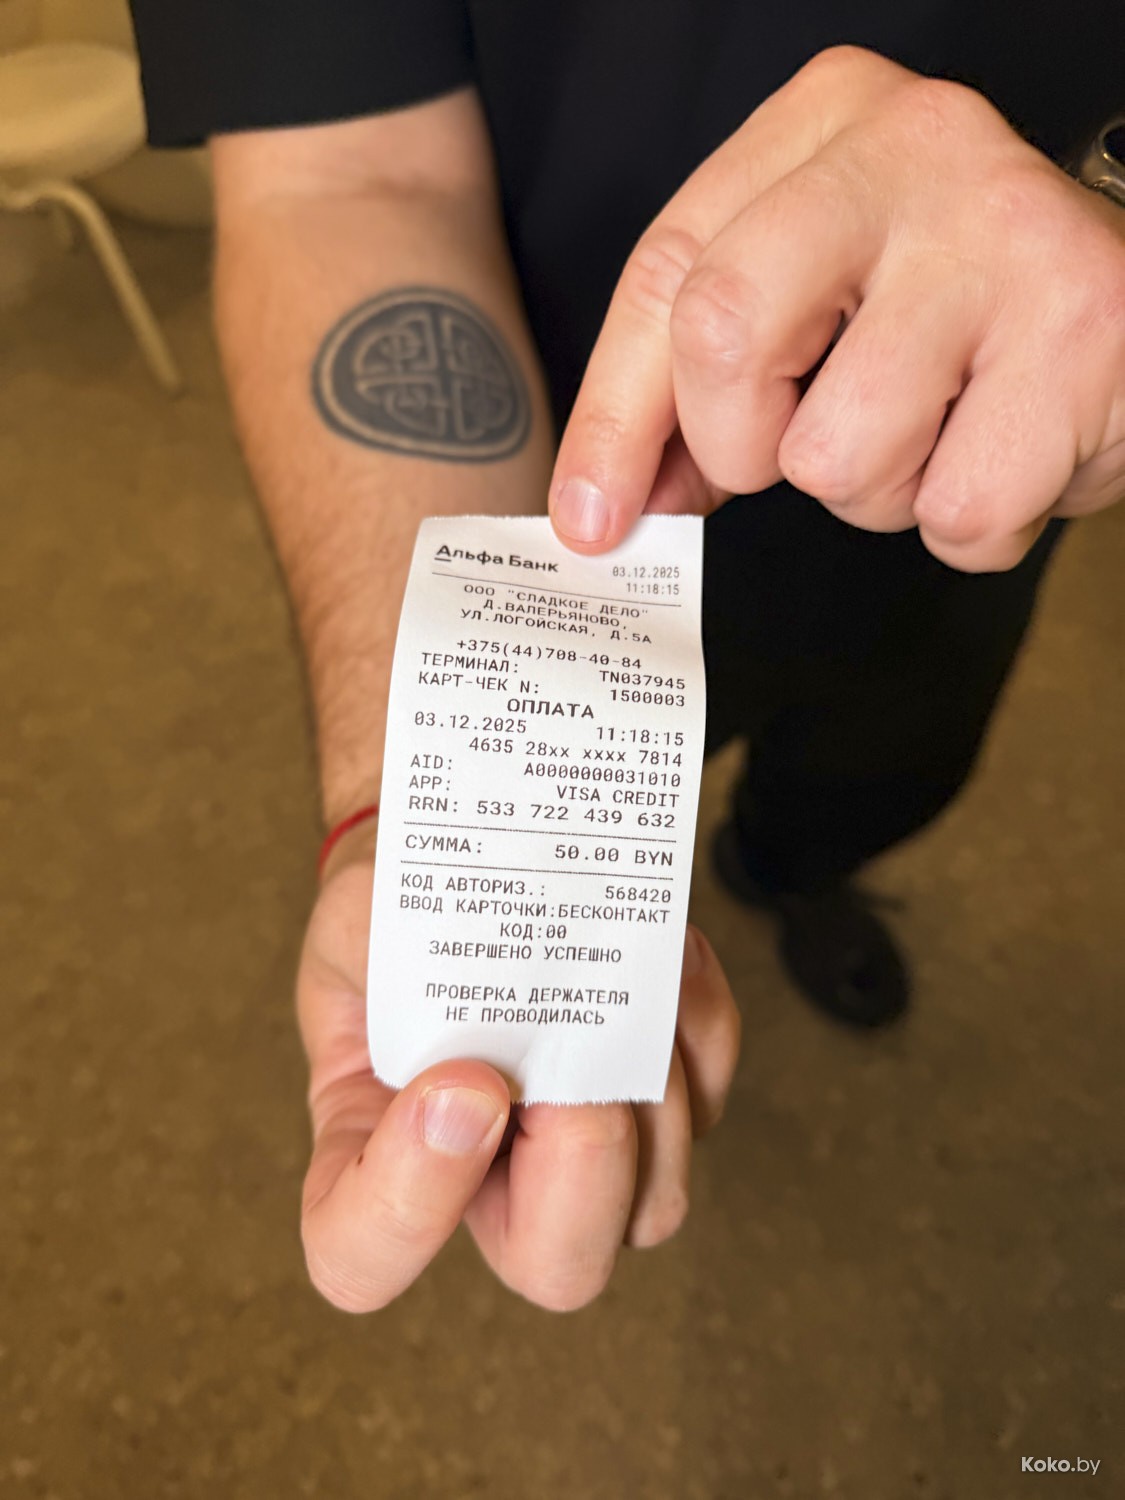 Альфа Банк
03.12.2025
11:18:15
ООО "СЛАДКОЕ ДЕЛО"
Д.ВАЛЕРЬЯНОВО,
УЛ.ЛОГОЙСКАЯ, Д.5А
+375(44)708-40-84
ТЕРМИНАЛ: TN037945
КАРТ-ЧЕК N: 1500003
ОПЛАТА
03.12.2025 11:18:15
4635 28xx xxxx 7814
AID: A0000000031010
APP: VISA CREDIT
RRN: 533 722 439 632
СУММА: 50.00 BYN
КОД АВТОРИЗ.: 568420
ВВОД КАРТОЧКИ:БЕСКОНТАКТ
КОД:00
ЗАВЕРШЕНО УСПЕШНО
ПРОВЕРКА ДЕРЖАТЕЛЯ
НЕ ПРОВОДИЛАСЬ
Koko.by